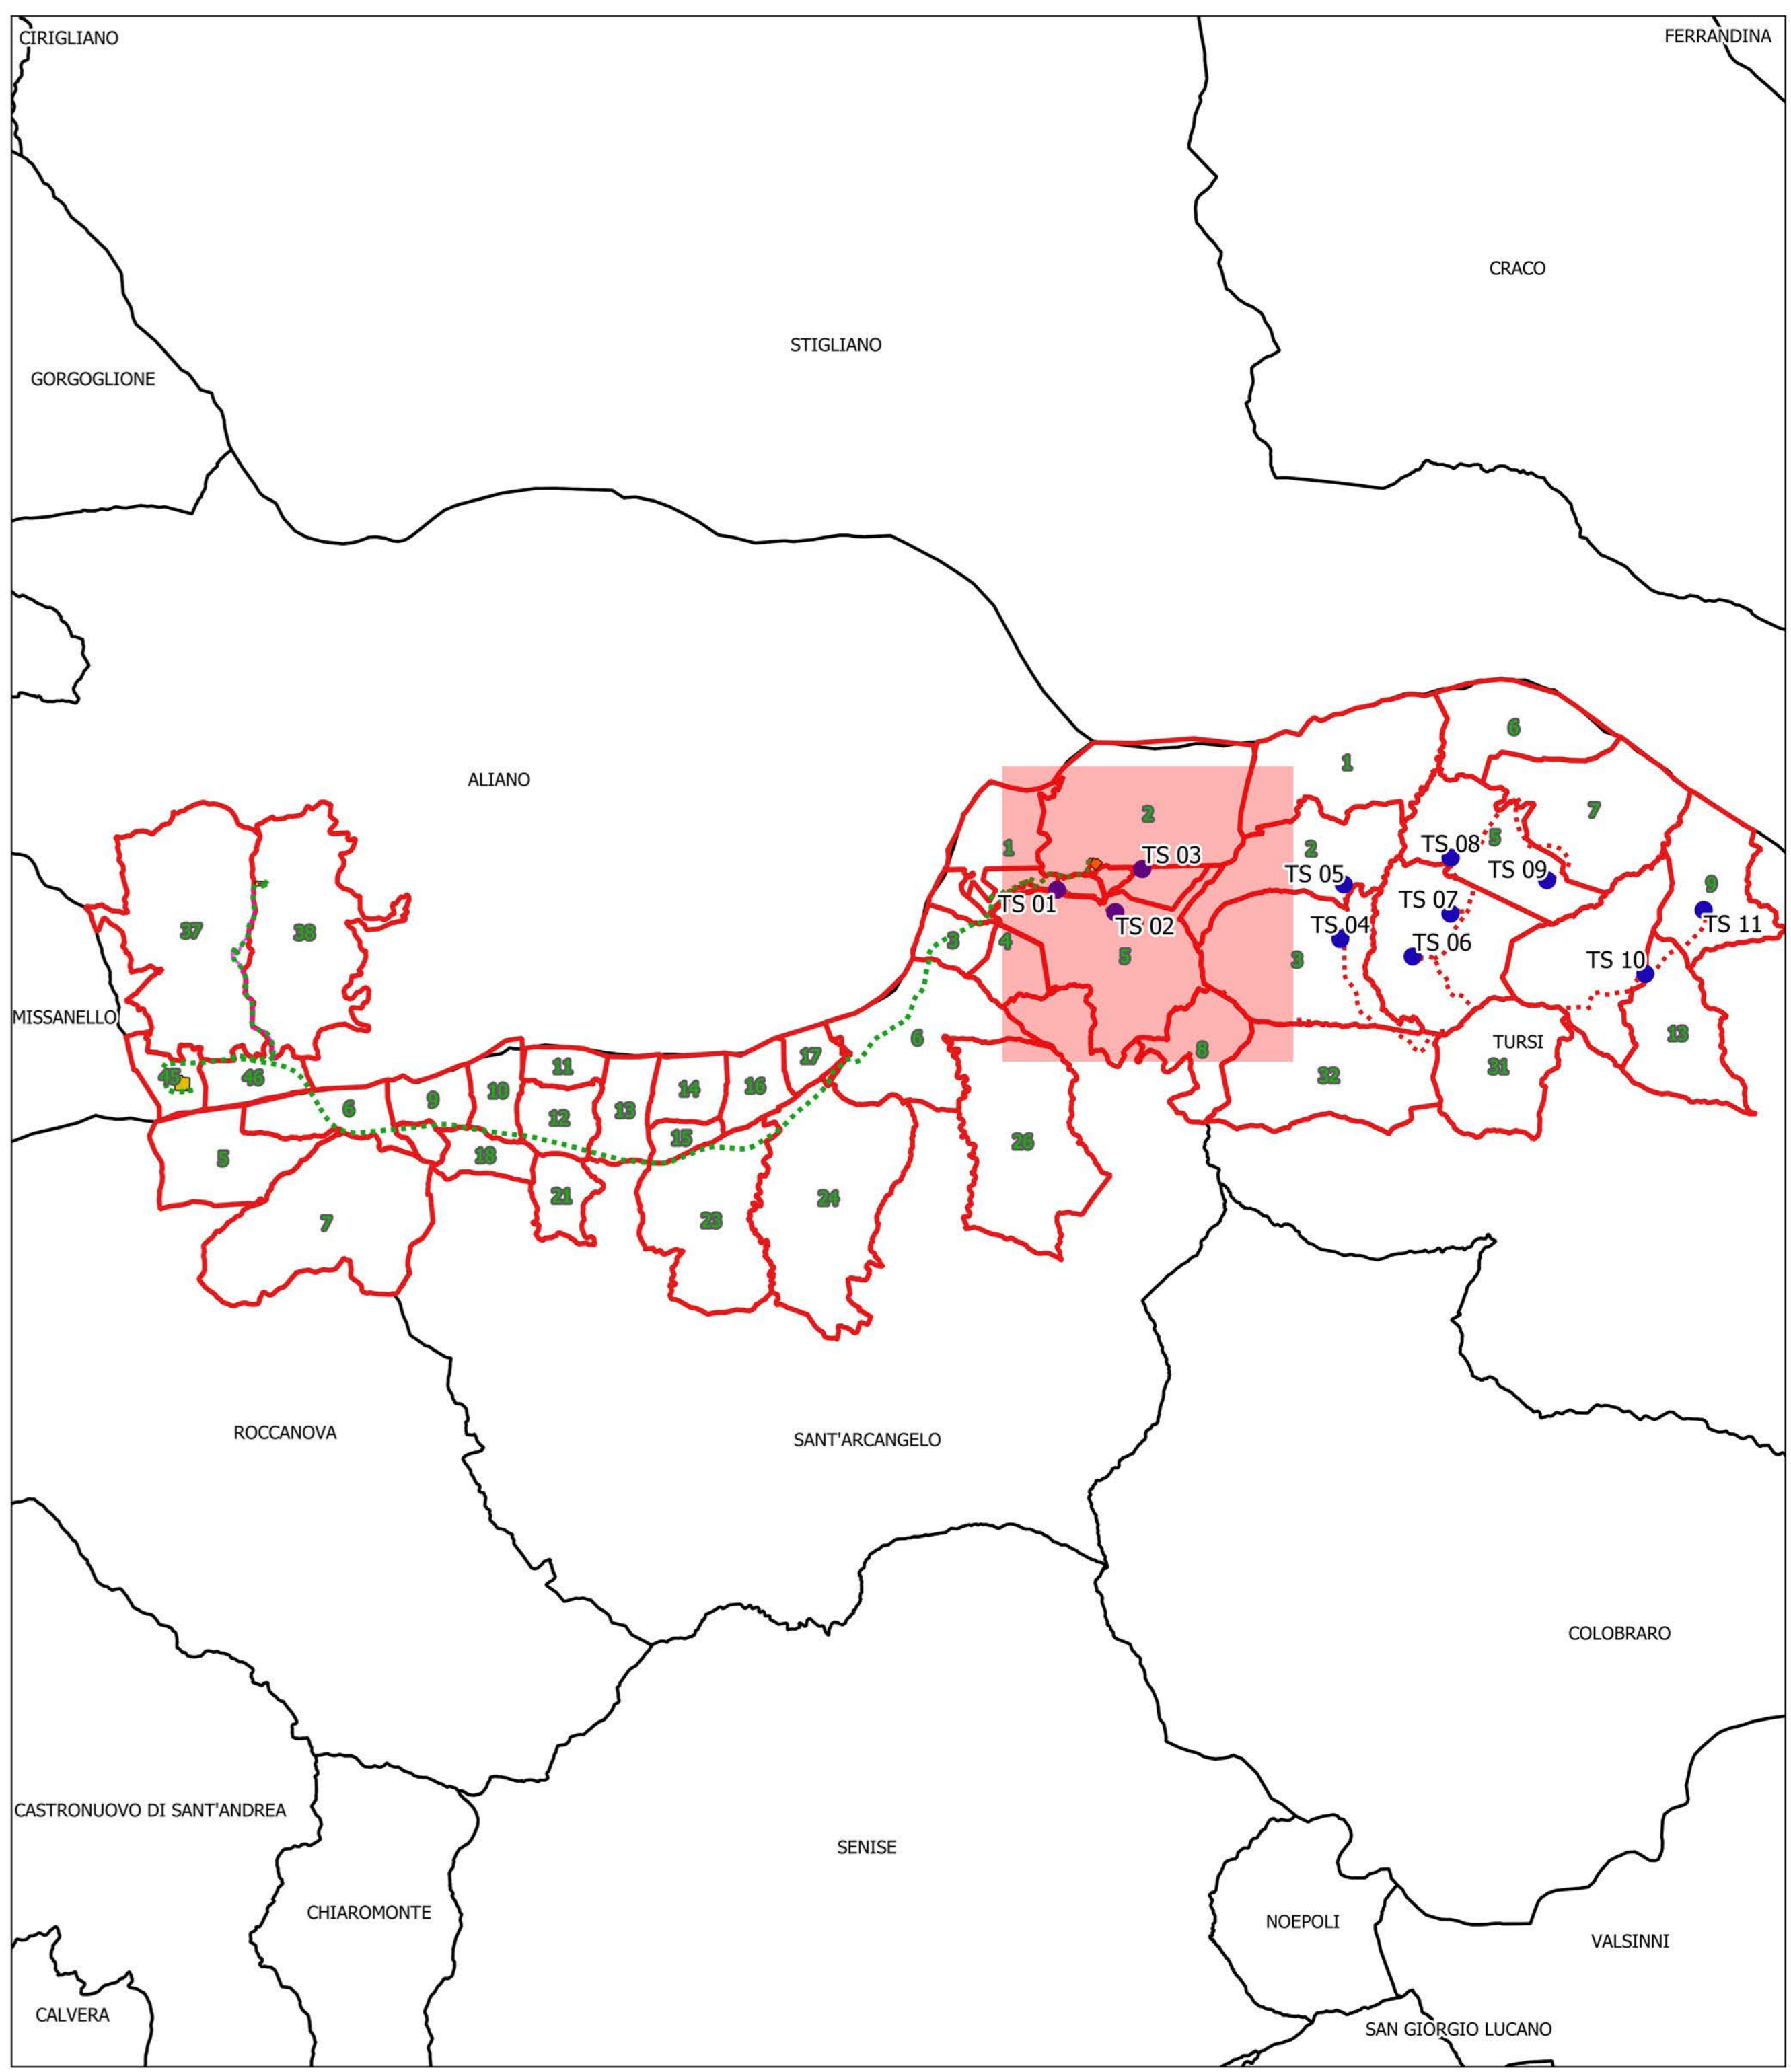 CIRIGLIANO
FERRANDINA
CRACO
STIGLIANO
GORGOGLIONE
6
1
ALIANO
7
2
5
TS 08
1
2
TS 03
TS 05
TS 09
9
TS 07
TS 01
37
38
TS 02
TS 04
TS 11
3
4
TS 06
5
3
TS 10
MISSANELLO
13
6
TURSI
8
11
17
31
45
46
32
14
16
10
9
6
13
12
15
26
18
5
21
24
23
7
ROCCANOVA
SANT'ARCANGELO
COLOBRARO
CASTRONUOVO DI SANT'ANDREA
SENISE
CHIAROMONTE
NOEPOLI
VALSINNI
CALVERA
SAN GIORGIO LUCANO